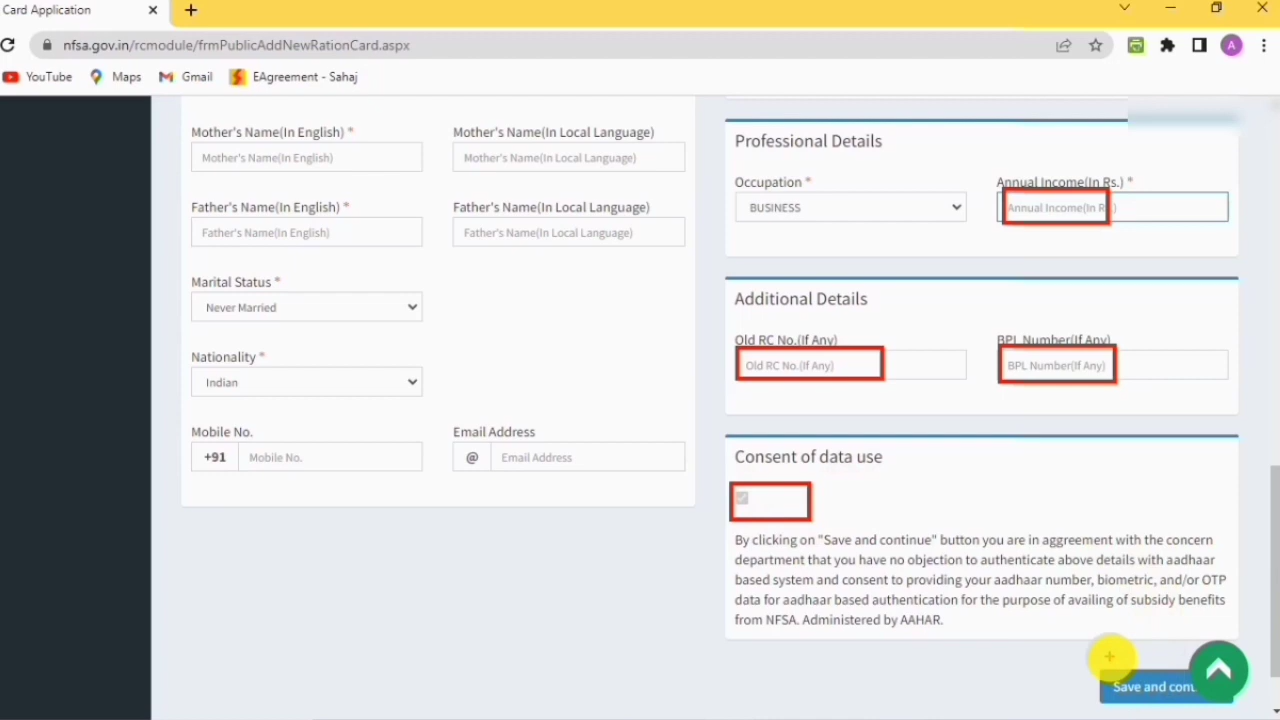 Card Application
nfsa.gov.in/rcmodule/frmPublicAddNewRationCard.aspx
A
YouTube
Maps
Gmail
EAgreement - Sahaj
Mother's Name(In English) *
Mother's Name(In Local Language)
Mother's Name(In English)
Mother's Name(In Local Language)
Father's Name(In English) *
Father's Name(In Local Language)
Father's Name(In English)
Father's Name(In Local Language)
Marital Status *
Never Married
Nationality *
Indian
Mobile No.
Email Address
+91
Mobile No.
@
Email Address
Professional Details
Occupation *
Annual Income(In Rs.) *
BUSINESS
Annual Income(In R
Additional Details
Old RC No.(If Any)
BPL Number(If Any)
Old RC No.(If Any)
BPL Number(If Any)
Consent of data use
By clicking on "Save and continue" button you are in aggreement with the concern
department that you have no objection to authenticate above details with aadhaar
based system and consent to providing your aadhaar number, biometric, and/or OTP
data for aadhaar based authentication for the purpose of availing of subsidy benefits
from NFSA. Administered by AAHAR.
Save and cont